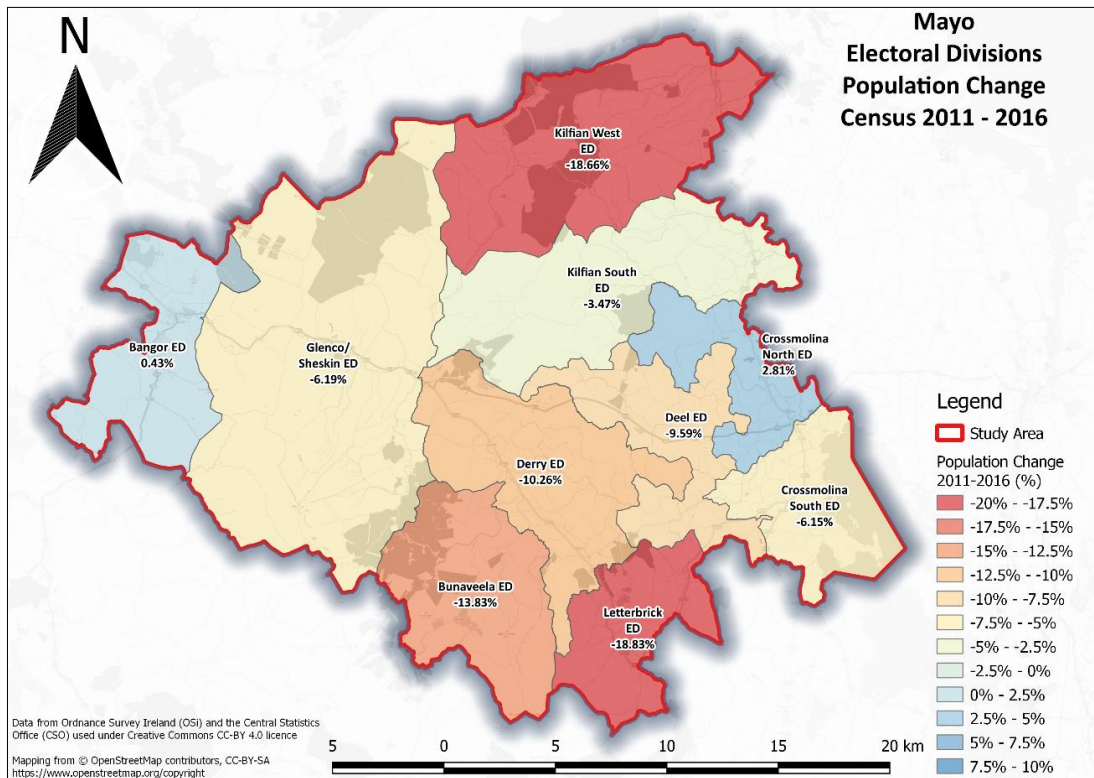 N
Mayo
Electoral Divisions
Population Change
Census 2011 - 2016
Kilfian West
ED
-18.66%
Kilfian South
ED
-3.47%
Bangor ED
0.43%
Glenco/
Sheskin ED
-6.19%
Crossmolina
North ED
2.81%
Deel ED
-9.59%
Derry ED
-10.26%
Crossmolina
South ED
-6.15%
Bunaveela ED
-13.83%
Letterbrick
ED
-18.83%
Legend
Study Area
Population Change
2011-2016 (%)
-20% - -17.5%
-17.5% - -15%
-15% - -12.5%
-12.5% - -10%
-10% - -7.5%
-7.5% - -5%
-5% - -2.5%
-2.5% - 0%
0% - 2.5%
2.5% - 5%
5% - 7.5%
7.5% - 10%
Data from Ordnance Survey Ireland (OSi) and the Central Statistics
Office (CSO) used under Creative Commons CC-BY 4.0 licence
Mapping from © OpenStreetMap contributors, CC-BY-SA
https://www.openstreetmap.org/copyright
5 0 5 10 15 20 km